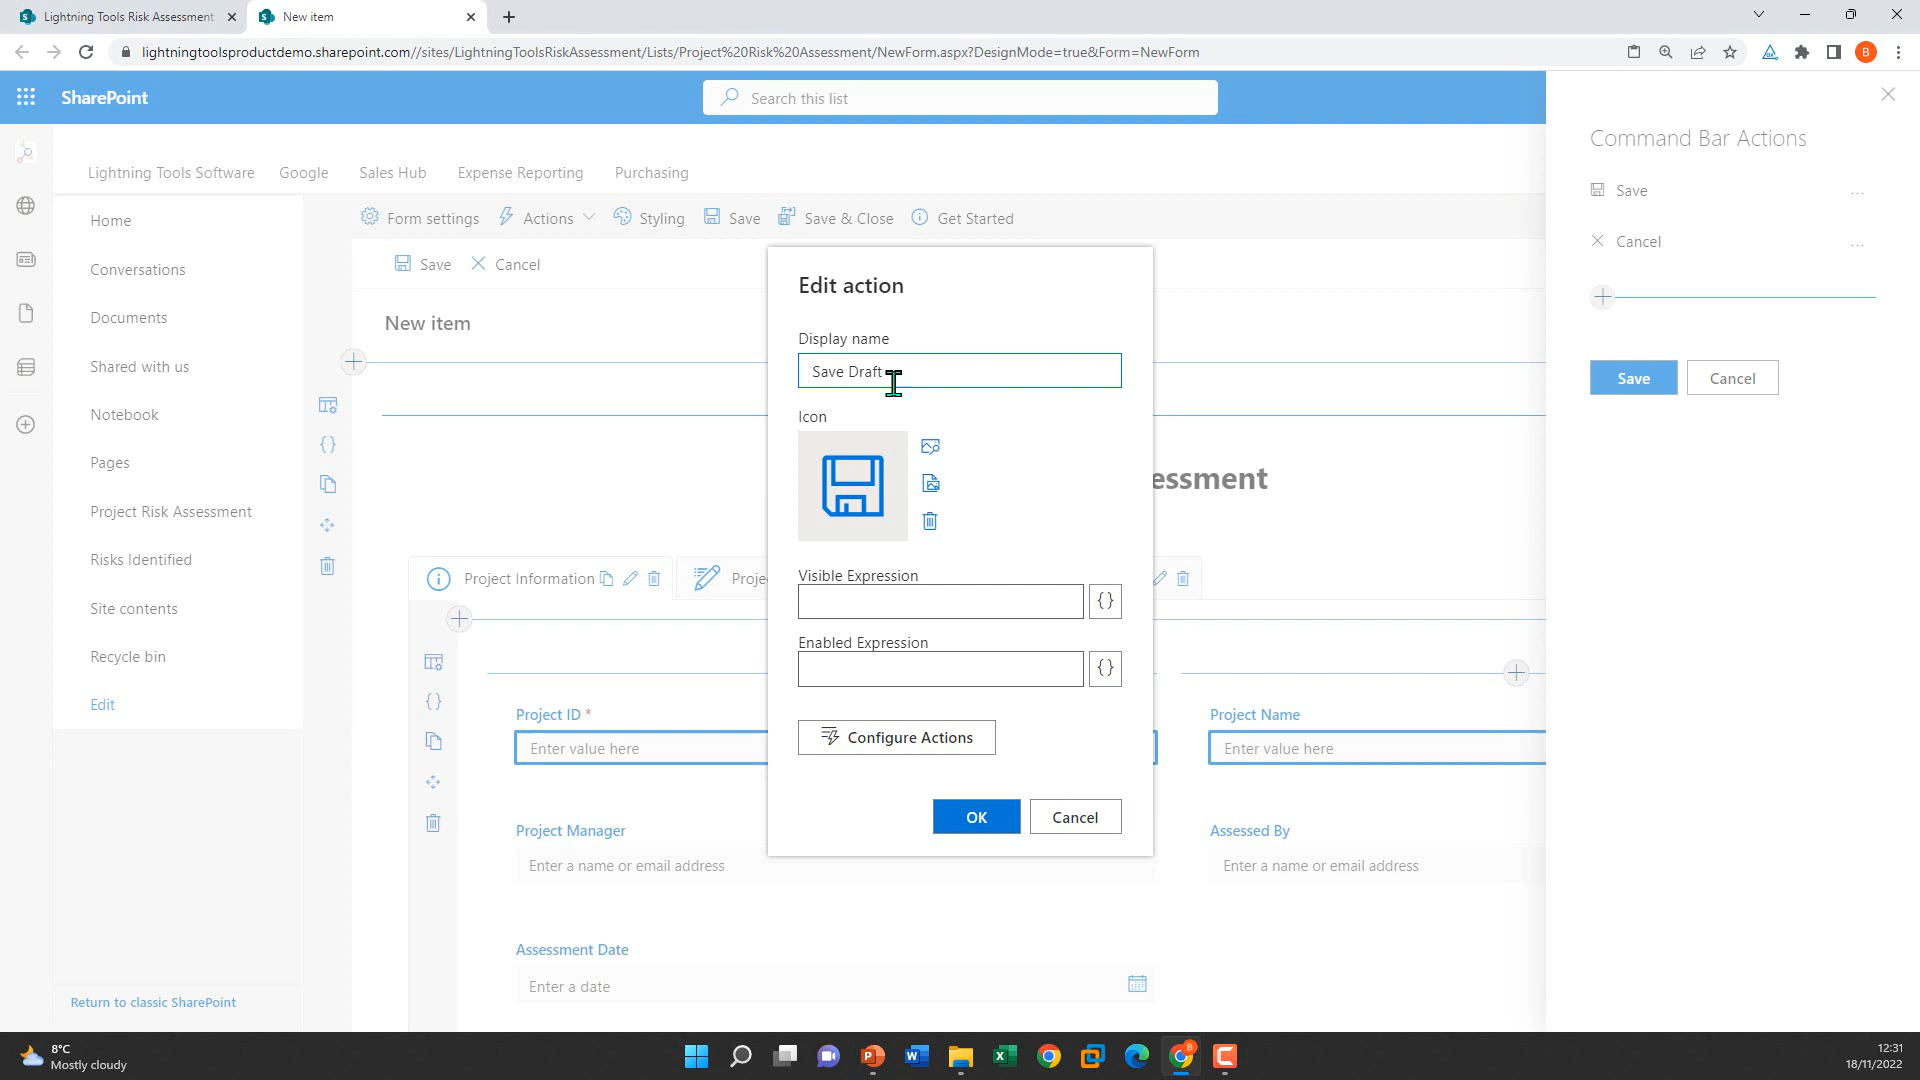 Lightning Tools Risk Assessment
New item
lightningtoolsproductdemo.sharepoint.com//sites/LightningToolsRiskAssessment/Lists/Project%20Risk%20Assessment/NewForm.aspx?DesignMode=true&Form=NewForm
B
SharePoint
Search this list
Lightning Tools Software
Google
Sales Hub
Expense Reporting
Purchasing
Home
Conversations
Documents
Shared with us
Notebook
Pages
Project Risk Assessment
Risks Identified
Site contents
Recycle bin
Edit
Return to classic SharePoint
Form settings
Actions
Styling
Save
Save & Close
Get Started
Save
Cancel
New item
essment
Project Information
Proje
Project ID *
Enter value here
Project Name
Enter value here
Project Manager
Enter a name or email address
Assessed By
Enter a name or email address
Assessment Date
Enter a date
Edit action
Display name
Save Draft
Icon
Visible Expression
{}
Enabled Expression
{}
Configure Actions
OK
Cancel
Command Bar Actions
Save
...
Cancel
...
Save
Cancel
8°C
Mostly cloudy
12:31
18/11/2022